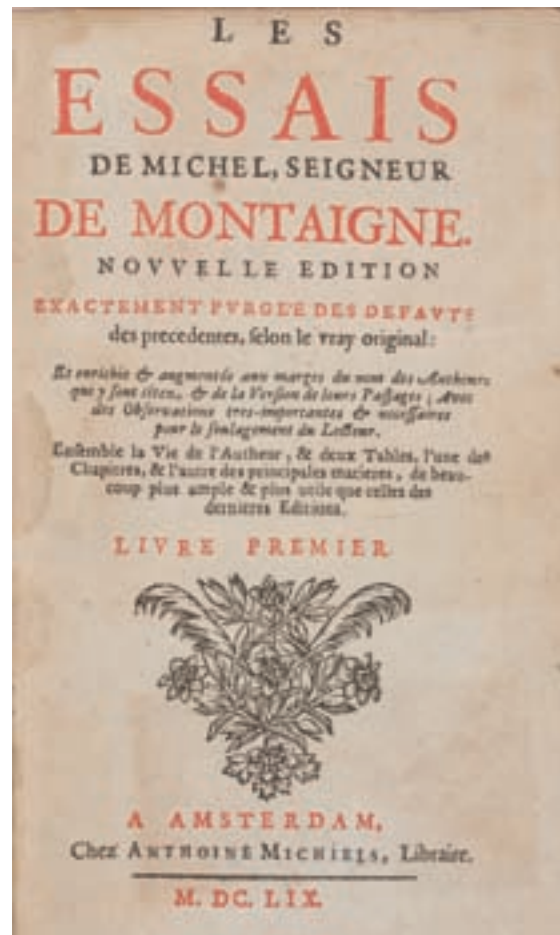 LES
ESSAIS
DE MICHEL, SEIGNEUR
DE MONTAIGNE.
NOVVELLE EDITION
EXACTEMENT PVRGÉE DES DEFAVTS
des precedentes, selon le vray original:
Et enrichie & augmentée aux marges du nom des Autheurs
qui y sont citez, & de la Version de leurs Passages; Avec
des Observations tres-importantes & necessaires
pour le soulagement du Lecteur.
Ensemble la Vie de l'Autheur, & deux Tables, l'une des
Chapitres, & l'autre des principales matieres, de beau-
coup plus ample & plus utile que celles des
dernieres Editions.
LIVRE PREMIER
A AMSTERDAM,
Chez ANTHOINE MICHIELS, Libraire.
M. DC. LIX.